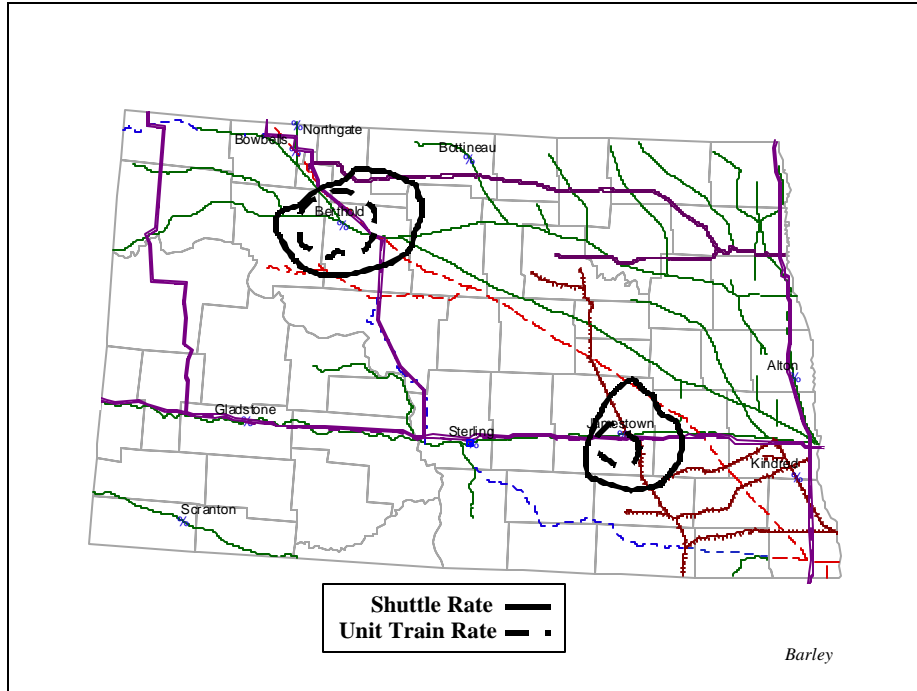 Northgate
Bowbells
Bottineau
Berthold
Alton
Gladstone
Sterling
Jamestown
Kindred
Scranton
Shuttle Rate
Unit Train Rate
Barley